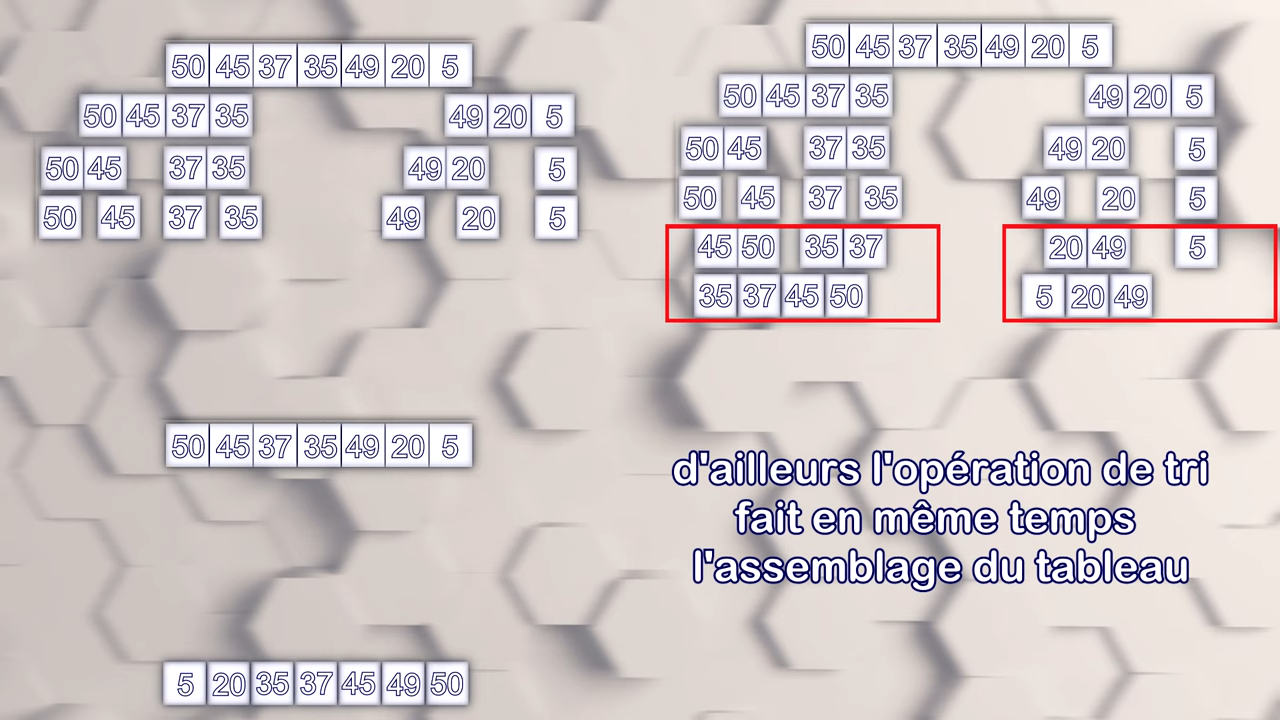 50 45 37 35 49 20 5
50 45 37 35 49 20 5
50 45 37 35 49 20 5
50 45 37 35 49 20 5
50 45 37 35 49 20 5
5 20 35 37 45 49 50
50 45 37 35 49 20 5
50 45 37 35 49 20 5
50 45 37 35 49 20 5
50 45 37 35 49 20 5
45 50 35 37 20 49 5
35 37 45 50 5 20 49
d'ailleurs l'opération de tri
fait en même temps
l'assemblage du tableau